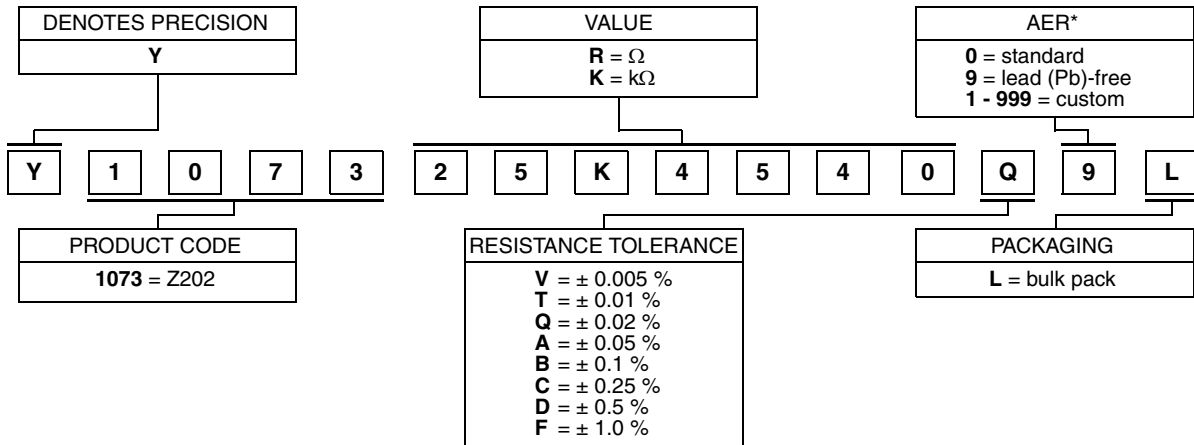 DENOTES PRECISION
Y
VALUE
R = Ω
K = kΩ
AER*
0 = standard
9 = lead (Pb)-free
1 - 999 = custom
Y 1 0 7 3 2 5 K 4 5 4 0 Q 9 L
PRODUCT CODE
1073 = Z202
RESISTANCE TOLERANCE
V = ± 0.005 %
T = ± 0.01 %
Q = ± 0.02 %
A = ± 0.05 %
B = ± 0.1 %
C = ± 0.25 %
D = ± 0.5 %
F = ± 1.0 %
PACKAGING
L = bulk pack